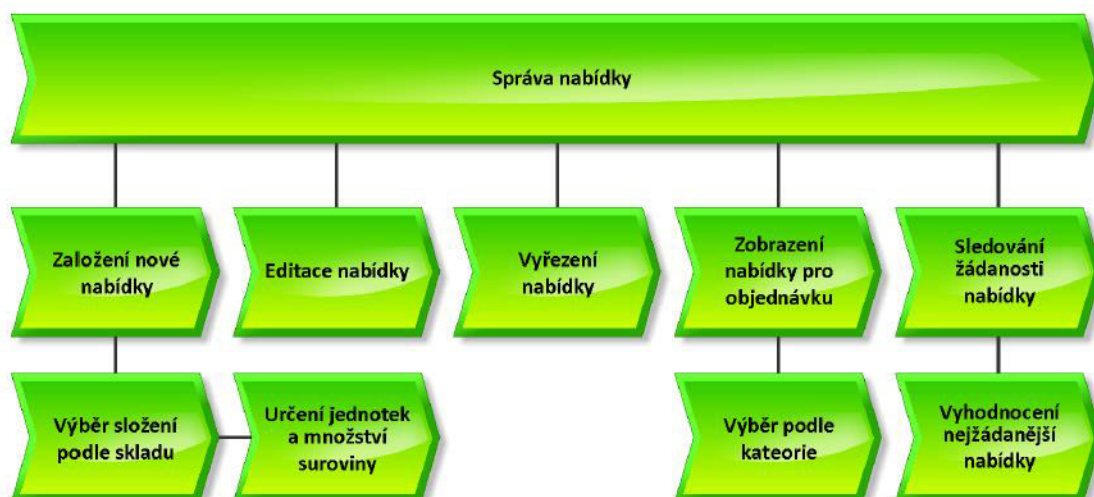 Správa nabídky
Založení nové
nabídky
Editace nabídky
Vyřezení
nabídky
Zobrazení
nabídky pro
objednávku
Sledování
žádanosti
nabídky
Výběr složení
podle skladu
Určení jednotek
a množství
suroviny
Výběr podle
kateorie
Vyhodnocení
nejžádanější
nabídky